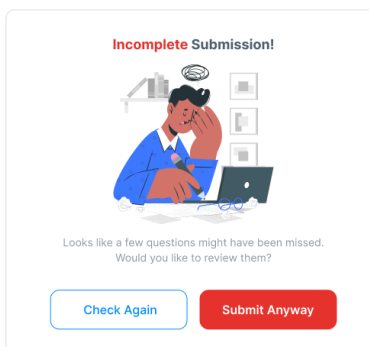 Incomplete Submission!
Looks like a few questions might have been missed.
Would you like to review them?
Check Again
Submit Anyway